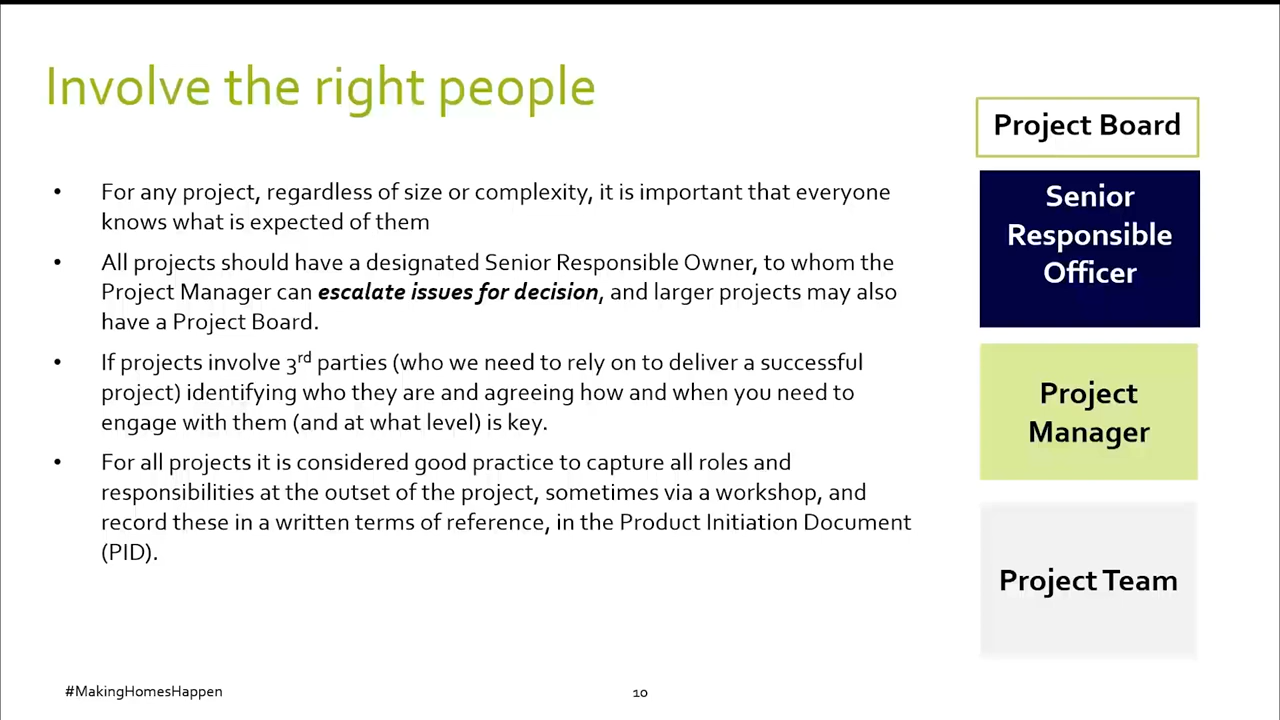 Involve the right people
• For any project, regardless of size or complexity, it is important that everyone
knows what is expected of them
• All projects should have a designated Senior Responsible Owner, to whom the
Project Manager can escalate issues for decision, and larger projects may also
have a Project Board.
• If projects involve 3rd parties (who we need to rely on to deliver a successful
project) identifying who they are and agreeing how and when you need to
engage with them (and at what level) is key.
• For all projects it is considered good practice to capture all roles and
responsibilities at the outset of the project, sometimes via a workshop, and
record these in a written terms of reference, in the Product Initiation Document
(PID).
Project Board
Senior
Responsible
Officer
Project
Manager
Project Team
#MakingHomesHappen
10